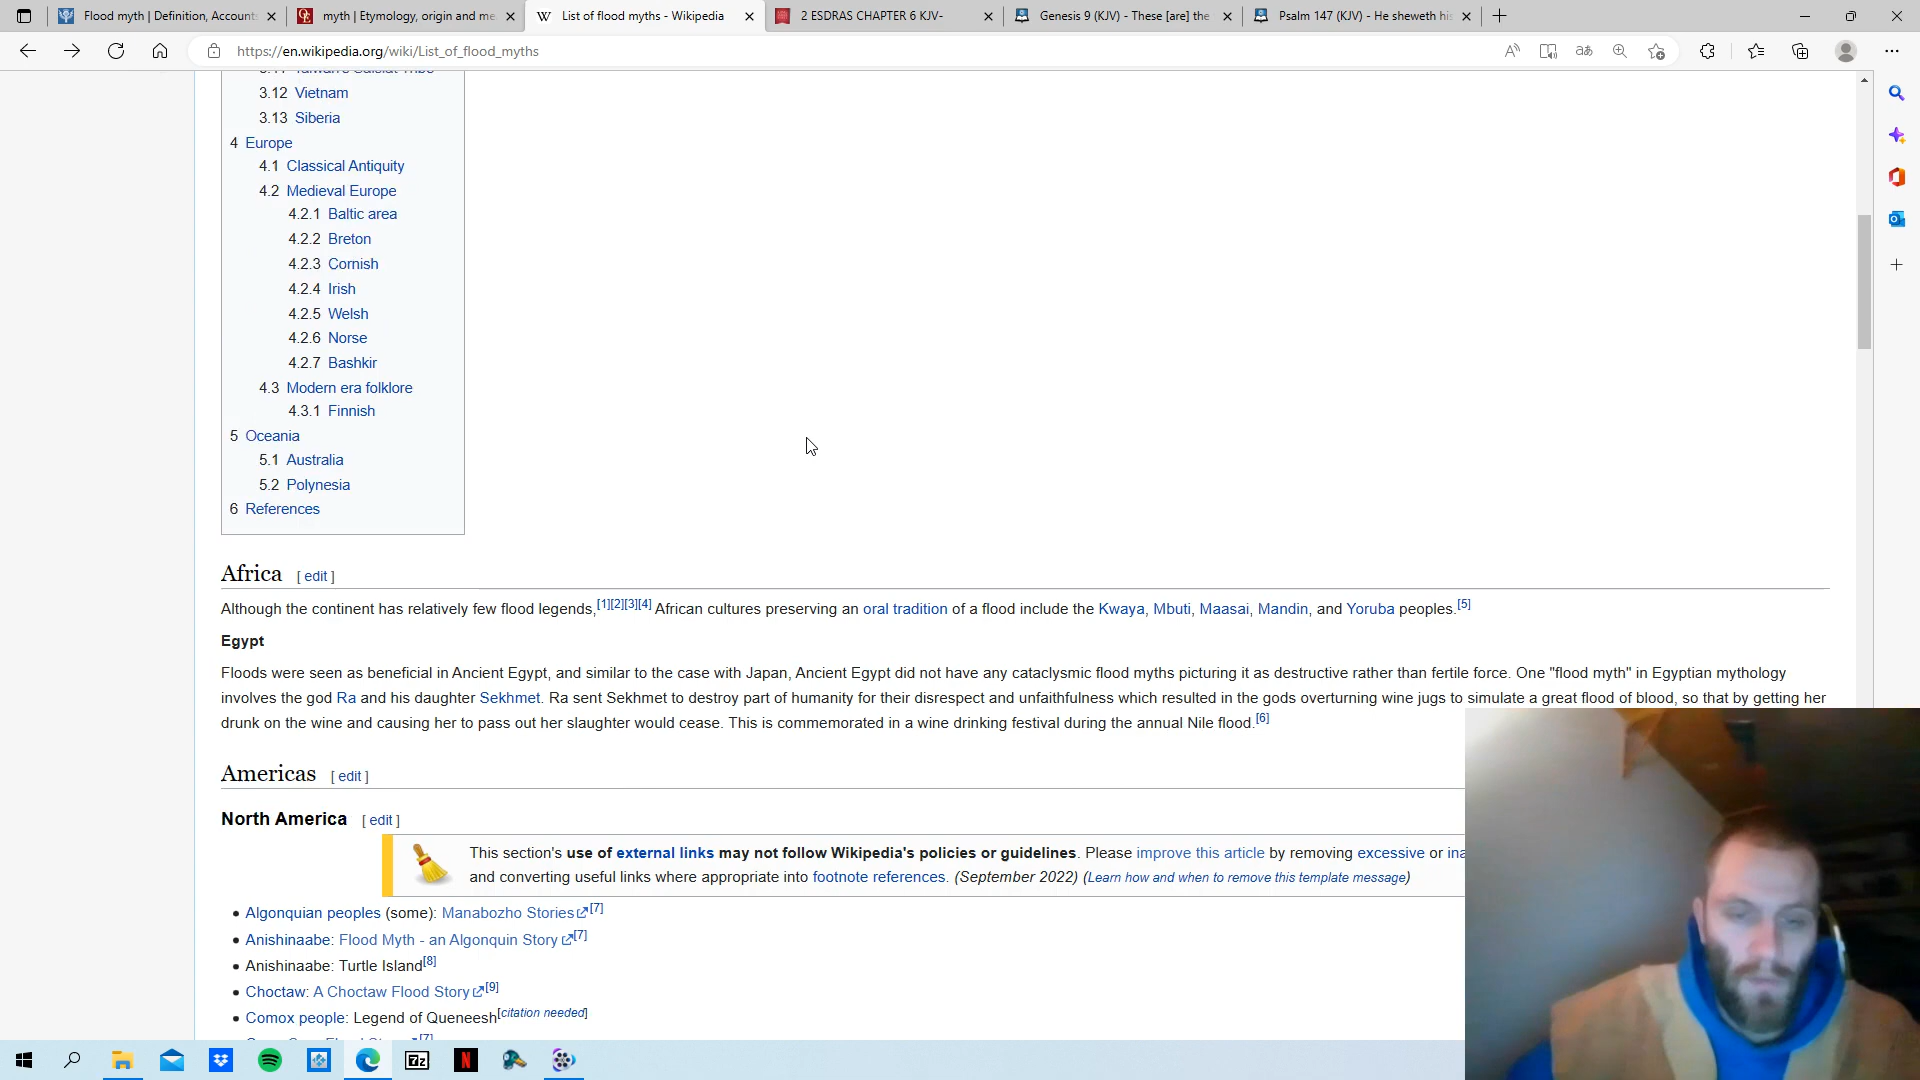 Flood myth | Definition, Account
myth | Etymology, origin and me
List of flood myths - Wikipedia
2 ESDRAS CHAPTER 6 KJV-
Genesis 9 (KJV) - These [are] the
Psalm 147 (KJV) - He sheweth his
https://en.wikipedia.org/wiki/List_of_flood_myths
3.12 Vietnam
3.13 Siberia
4 Europe
4.1 Classical Antiquity
4.2 Medieval Europe
4.2.1 Baltic area
4.2.2 Breton
4.2.3 Cornish
4.2.4 Irish
4.2.5 Welsh
4.2.6 Norse
4.2.7 Bashkir
4.3 Modern era folklore
4.3.1 Finnish
5 Oceania
5.1 Australia
5.2 Polynesia
6 References
Africa [ edit ]
Although the continent has relatively few flood legends,[1][2][3][4] African cultures preserving an oral tradition of a flood include the Kwaya, Mbuti, Maasai, Mandin, and Yoruba peoples.[5]
Egypt
Floods were seen as beneficial in Ancient Egypt, and similar to the case with Japan, Ancient Egypt did not have any cataclysmic flood myths picturing it as destructive rather than fertile force. One "flood myth" in Egyptian mythology
involves the god Ra and his daughter Sekhmet. Ra sent Sekhmet to destroy part of humanity for their disrespect and unfaithfulness which resulted in the gods overturning wine jugs to simulate a great flood of blood, so that by getting her
drunk on the wine and causing her to pass out her slaughter would cease. This is commemorated in a wine drinking festival during the annual Nile flood.[6]
Americas [ edit ]
North America [ edit ]
This section's use of external links may not follow Wikipedia's policies or guidelines. Please improve this article by removing excessive or ina
and converting useful links where appropriate into footnote references. (September 2022) (Learn how and when to remove this template message)
• Algonquian peoples (some): Manabozho Stories[7]
• Anishinaabe: Flood Myth - an Algonquin Story[7]
• Anishinaabe: Turtle Island[8]
• Choctaw: A Choctaw Flood Story[9]
• Comox people: Legend of Queneesh[citation needed]
7z
N